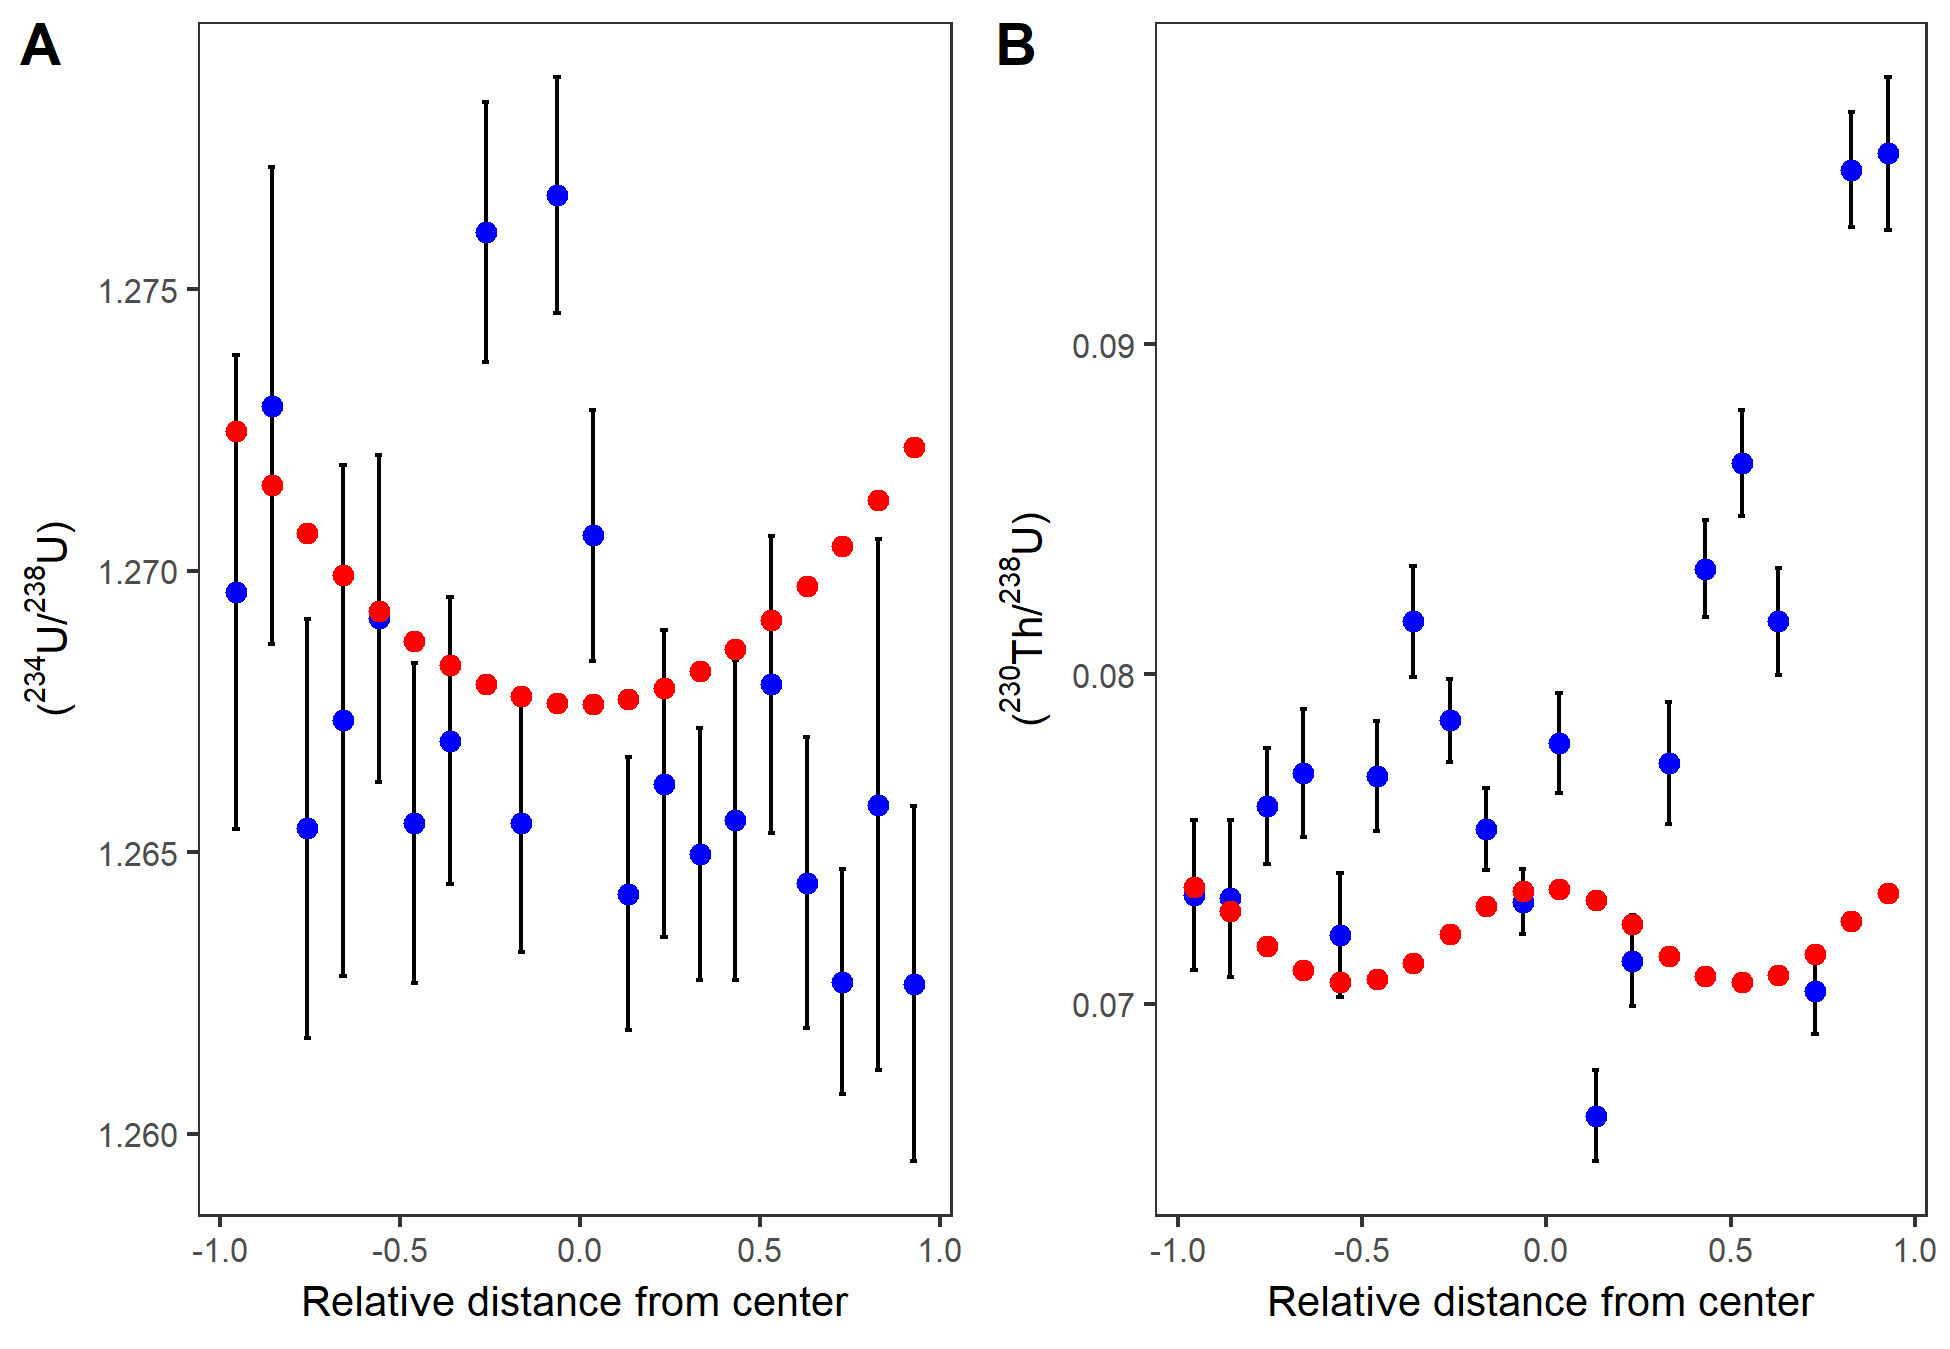 A
B
1.275
1.270
1.265
1.260
(²³⁴U/²³⁸U)
-1.0 -0.5 0.0 0.5 1.0
Relative distance from center
0.09
0.08
0.07
(²³⁰Th/²³⁸U)
-1.0 -0.5 0.0 0.5 1.0
Relative distance from center